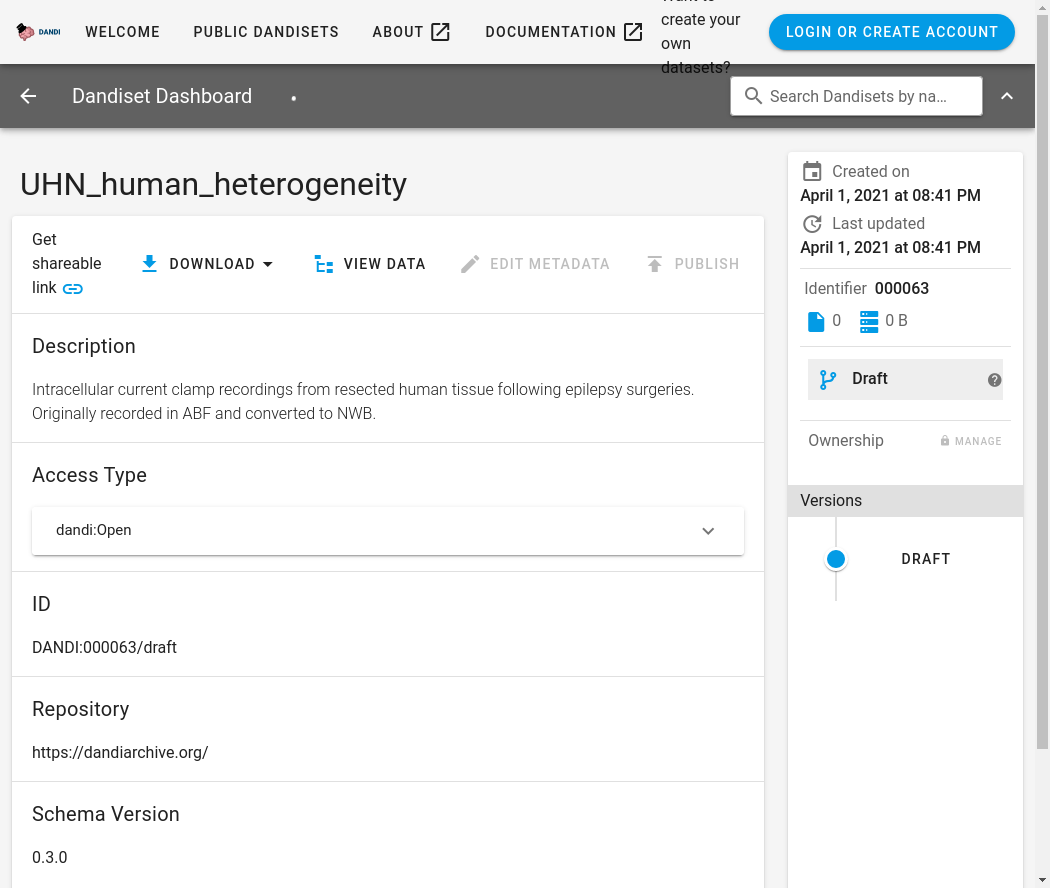 DANDI
WELCOME
PUBLIC DANDISETS
ABOUT
DOCUMENTATION
create your
own
datasets?
LOGIN OR CREATE ACCOUNT
Dandiset Dashboard
Search Dandisets by na…
UHN_human_heterogeneity
Get
shareable
link
DOWNLOAD
VIEW DATA
EDIT METADATA
PUBLISH
Description
Intracellular current clamp recordings from resected human tissue following epilepsy surgeries.
Originally recorded in ABF and converted to NWB.
Access Type
dandi:Open
ID
DANDI:000063/draft
Repository
https://dandiarchive.org/
Schema Version
0.3.0
Created on
April 1, 2021 at 08:41 PM
Last updated
April 1, 2021 at 08:41 PM
Identifier 000063
0
0 B
Draft
Ownership
MANAGE
Versions
DRAFT